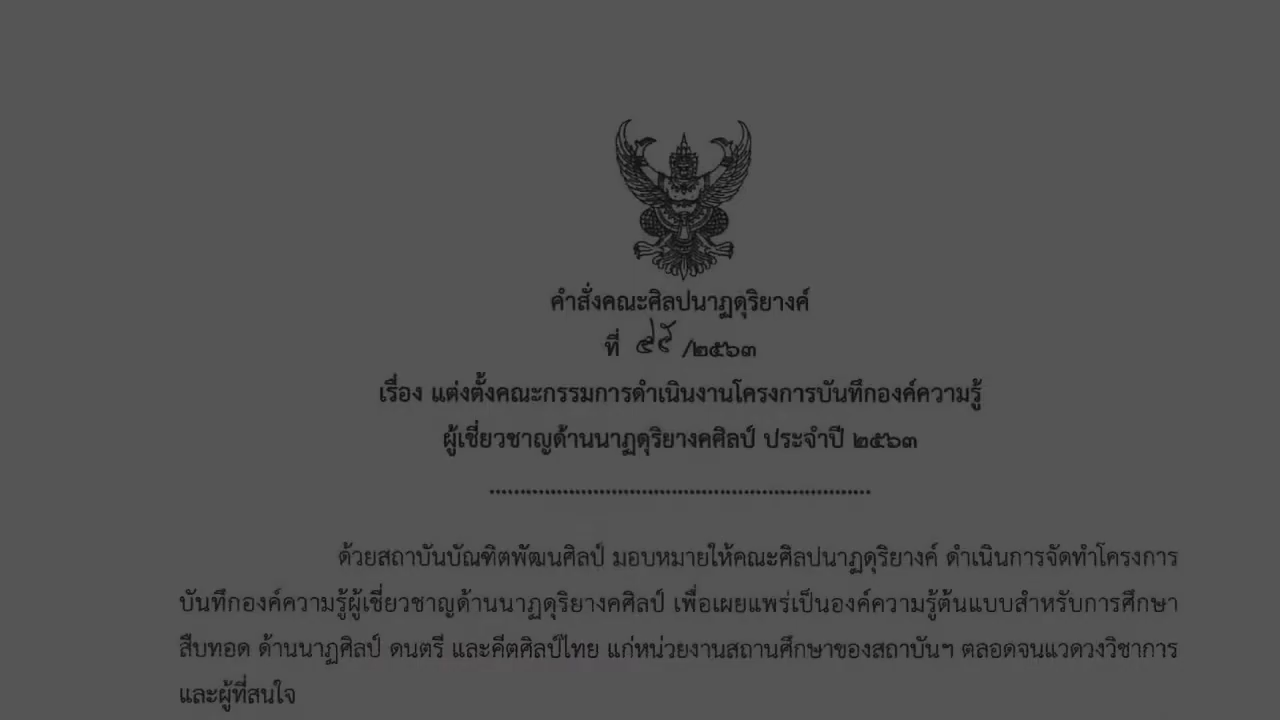 คำสั่งคณะศิลปนาฏดุริยางค์
ที่ ๔๙ /๒๕๖๓
เรื่อง แต่งตั้งคณะกรรมการดำเนินงานโครงการบันทึกองค์ความรู้
ผู้เชี่ยวชาญด้านนาฏดุริยางคศิลป์ ประจำปี ๒๕๖๓
ด้วยสถาบันบัณฑิตพัฒนศิลป์ มอบหมายให้คณะศิลปนาฏดุริยางค์ ดำเนินการจัดทำโครงการ
บันทึกองค์ความรู้ผู้เชี่ยวชาญด้านนาฏดุริยางคศิลป์ เพื่อเผยแพร่เป็นองค์ความรู้ต้นแบบสำหรับการศึกษา
สืบทอด ด้านนาฏศิลป์ ดนตรี และคีตศิลป์ไทย แก่หน่วยงานสถานศึกษาของสถาบันฯ ตลอดจนแวดวงวิชาการ
และผู้ที่สนใจ